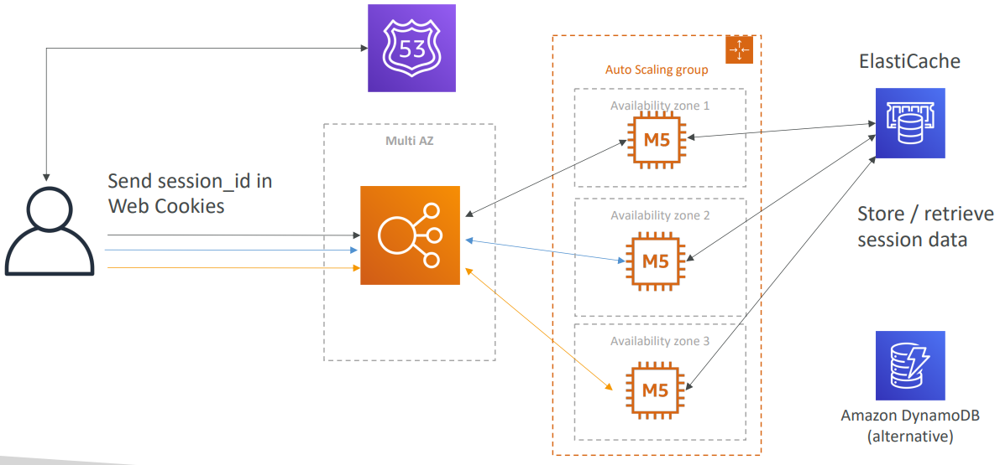 53
Auto Scaling group
ElastiCache
Availability zone 1
M5
Multi AZ
Send session_id in
Web Cookies
Availability zone 2
M5
Store / retrieve
session data
Availability zone 3
M5
Amazon DynamoDB
(alternative)